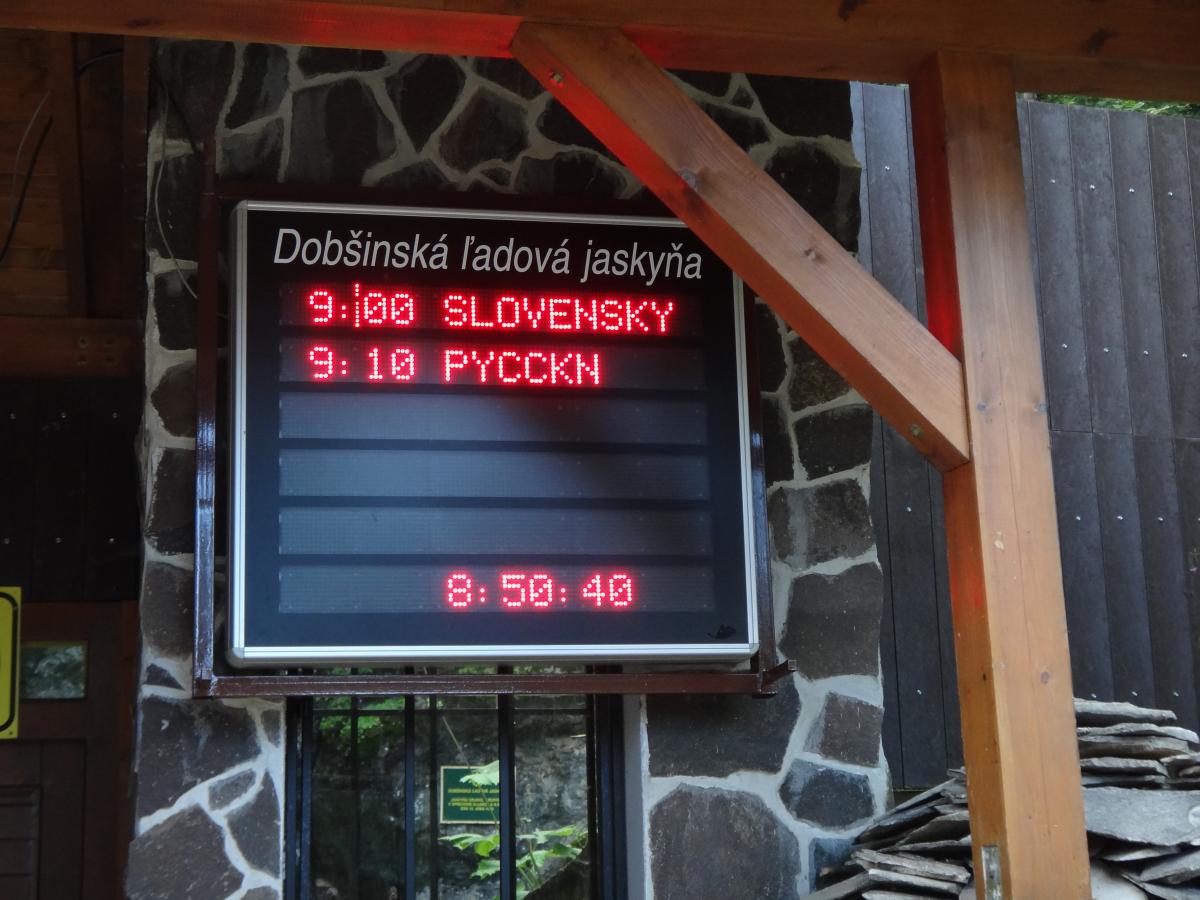 Dobšinská ľadová jaskyňa
9:00 SLOVENSKY
9:10 PYCCKN
8:50:40